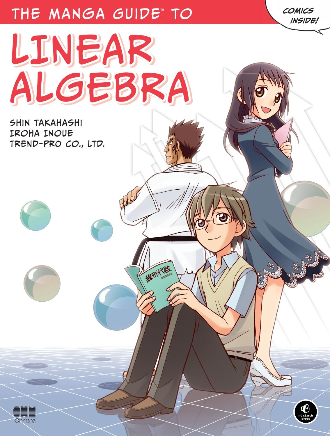 THE MANGA GUIDE™ TO
COMICS
INSIDE!
LINEAR
ALGEBRA
SHIN TAKAHASHI
IROHA INOUE
TREND-PRO CO., LTD.